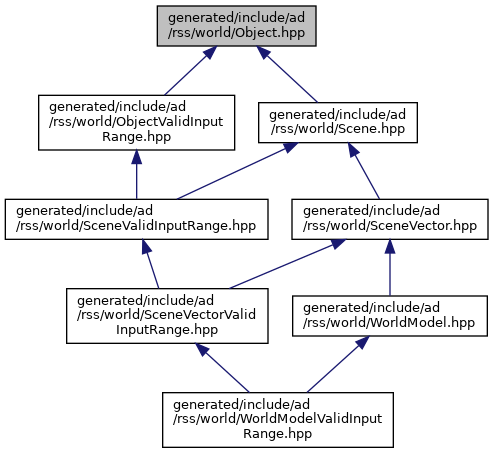 generated/include/ad
/rss/world/Object.hpp
generated/include/ad
/rss/world/ObjectValidInput
Range.hpp
generated/include/ad
/rss/world/Scene.hpp
generated/include/ad
/rss/world/SceneValidInputRange.hpp
generated/include/ad
/rss/world/SceneVector.hpp
generated/include/ad
/rss/world/SceneVectorValid
InputRange.hpp
generated/include/ad
/rss/world/WorldModel.hpp
generated/include/ad
/rss/world/WorldModelValidInput
Range.hpp